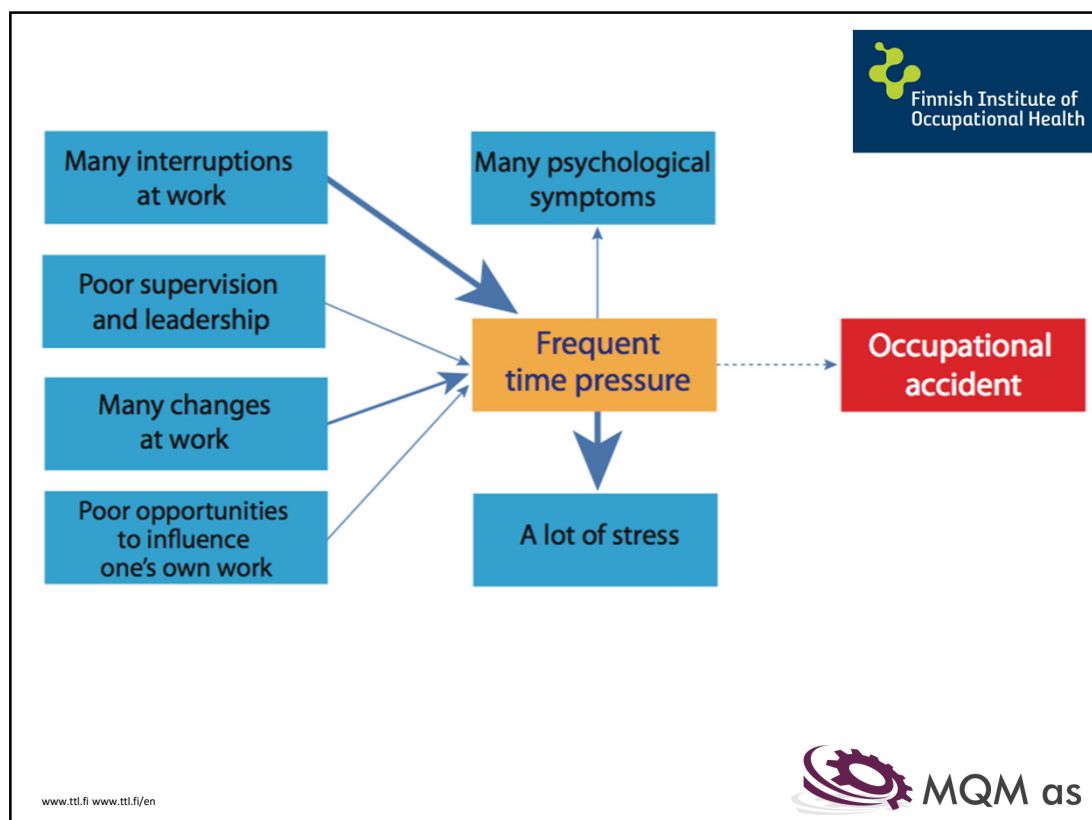 Finnish Institute of
Occupational Health
Many interruptions
at work
Many psychological
symptoms
Poor supervision
and leadership
Frequent
time pressure
Occupational
accident
Many changes
at work
Poor opportunities
to influence
one's own work
A lot of stress
www.ttl.fi www.ttl.fi/en
MQM as